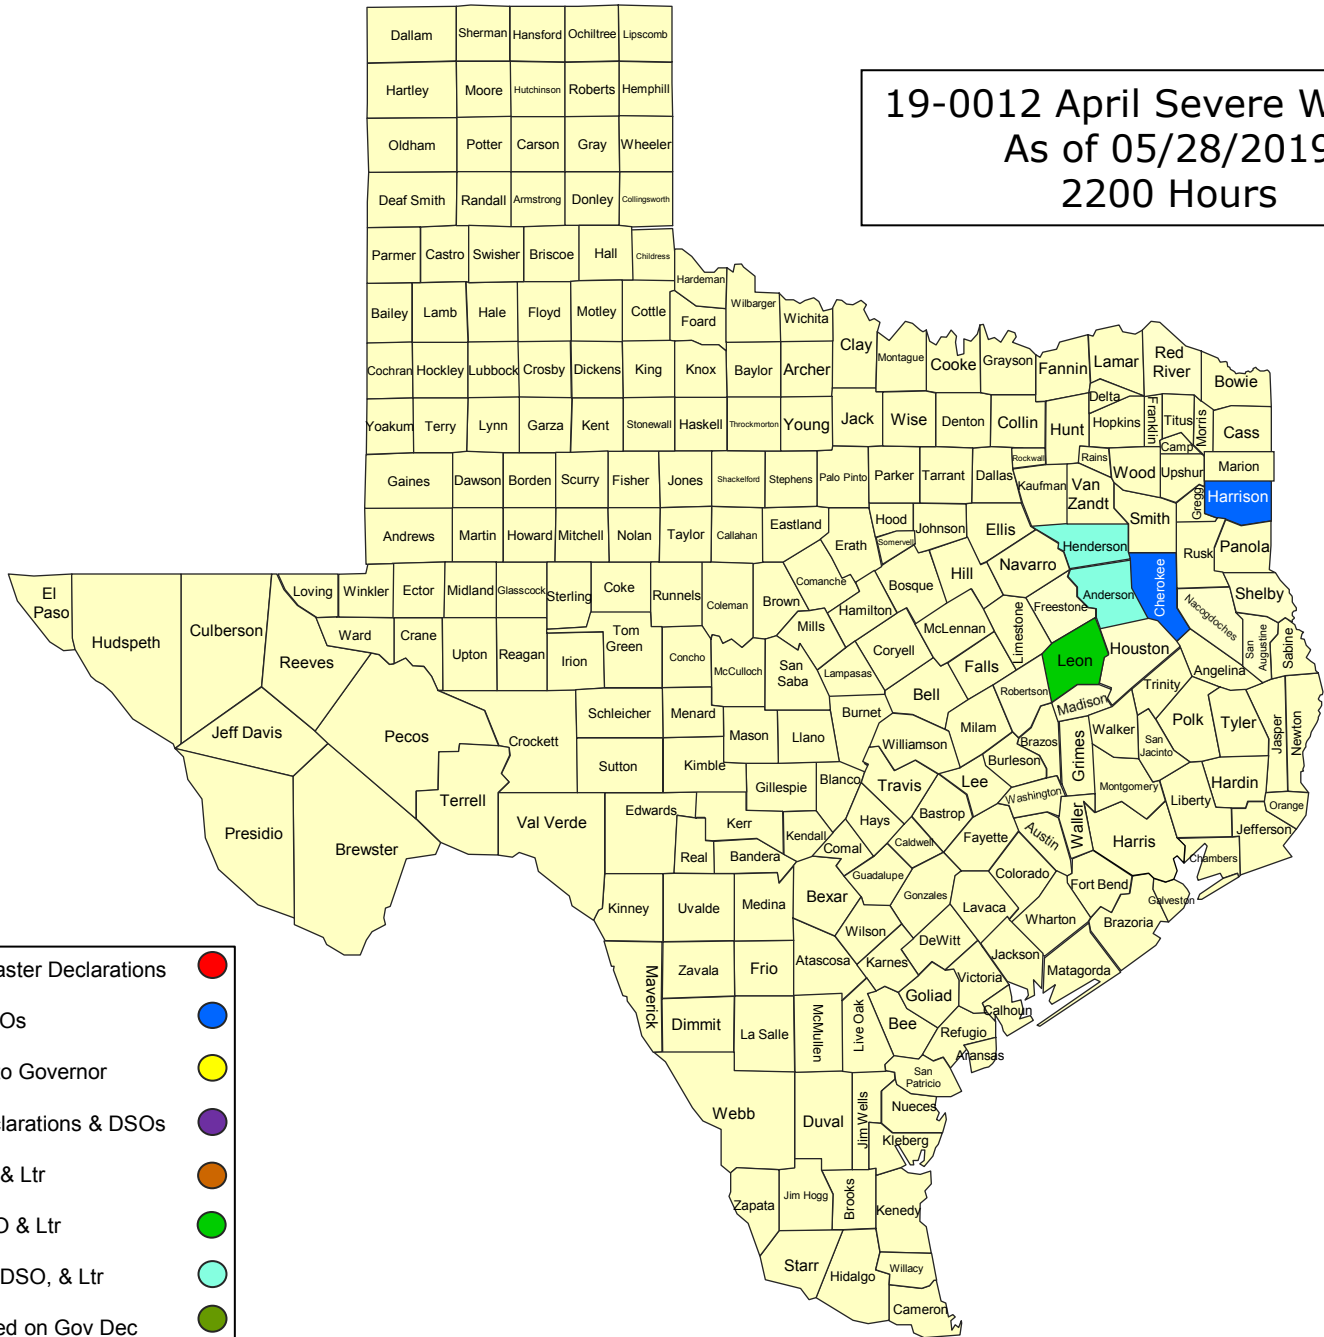 Dallam Sherman Hansford Ochiltree Lipscomb
Hartley Moore Hutchinson Roberts Hemphill
19-0012 April Severe W
As of 05/28/2019
2200 Hours
Oldham Potter Carson Gray Wheeler
Deaf Smith Randall Armstrong Donley Collingsworth
Parmer Castro Swisher Briscoe Hall Childress
Hardeman
Wilbarger
Bailey Lamb Hale Floyd Motley Cottle Foard Wichita
Clay Montague Cooke Grayson Fannin Lamar Red River Bowie
Cochran Hockley Lubbock Crosby Dickens King Knox Baylor Archer
Delta
Yoakum Terry Lynn Garza Kent Stonewall Haskell Throckmorton Young Jack Wise Denton Collin Hunt Hopkins Franklin Titus Morris Cass
Camp
Rockwall Rains
Gaines Dawson Borden Scurry Fisher Jones Shackelford Stephens Palo Pinto Parker Tarrant Dallas Kaufman Van Zandt Wood Upshur Marion
Gregg Harrison
Andrews Martin Howard Mitchell Nolan Taylor Callahan Eastland Erath Hood Somervell Johnson Ellis Henderson Smith Rusk Panola
El Paso Hudspeth Culberson Loving Winkler Ector Midland Glasscock Sterling Coke Runnels Coleman Brown Comanche Bosque Hill Navarro Anderson Cherokee Shelby
Hamilton Freestone Nacogdoches
Reeves Ward Crane Upton Reagan Irion Tom Green Concho McCulloch San Saba Mills Lampasas Coryell McLennan Limestone Falls Leon Houston Angelina San Augustine Sabine
Jeff Davis Pecos Crockett Schleicher Menard Mason Llano Burnet Bell Milam Robertson Madison Trinity Polk Tyler Jasper Newton
Williamson Brazos Grimes Walker San Jacinto
Terrell Sutton Kimble Gillespie Blanco Travis Lee Burleson Washington Montgomery Liberty Hardin Orange
Presidio Brewster Val Verde Edwards Kerr Kendall Hays Bastrop Caldwell Fayette Austin Waller Harris Jefferson
Real Bandera Comal Guadalupe Colorado Chambers
Kinney Uvalde Medina Bexar Gonzales Lavaca Wharton Fort Bend Galveston
Wilson DeWitt Brazoria
Maverick Zavala Frio Atascosa Karnes Jackson Matagorda
Victoria Goliad Calhoun
Dimmit La Salle McMullen Live Oak Bee Refugio Aransas
San Patricio
Webb Duval Jim Wells Nueces
Kleberg
Zapata Jim Hogg Brooks Kenedy
Starr Hidalgo Willacy
Cameron
aster Declarations
Os
o Governor
larations & DSOs
& Ltr
O & Ltr
DSO, & Ltr
ed on Gov Dec